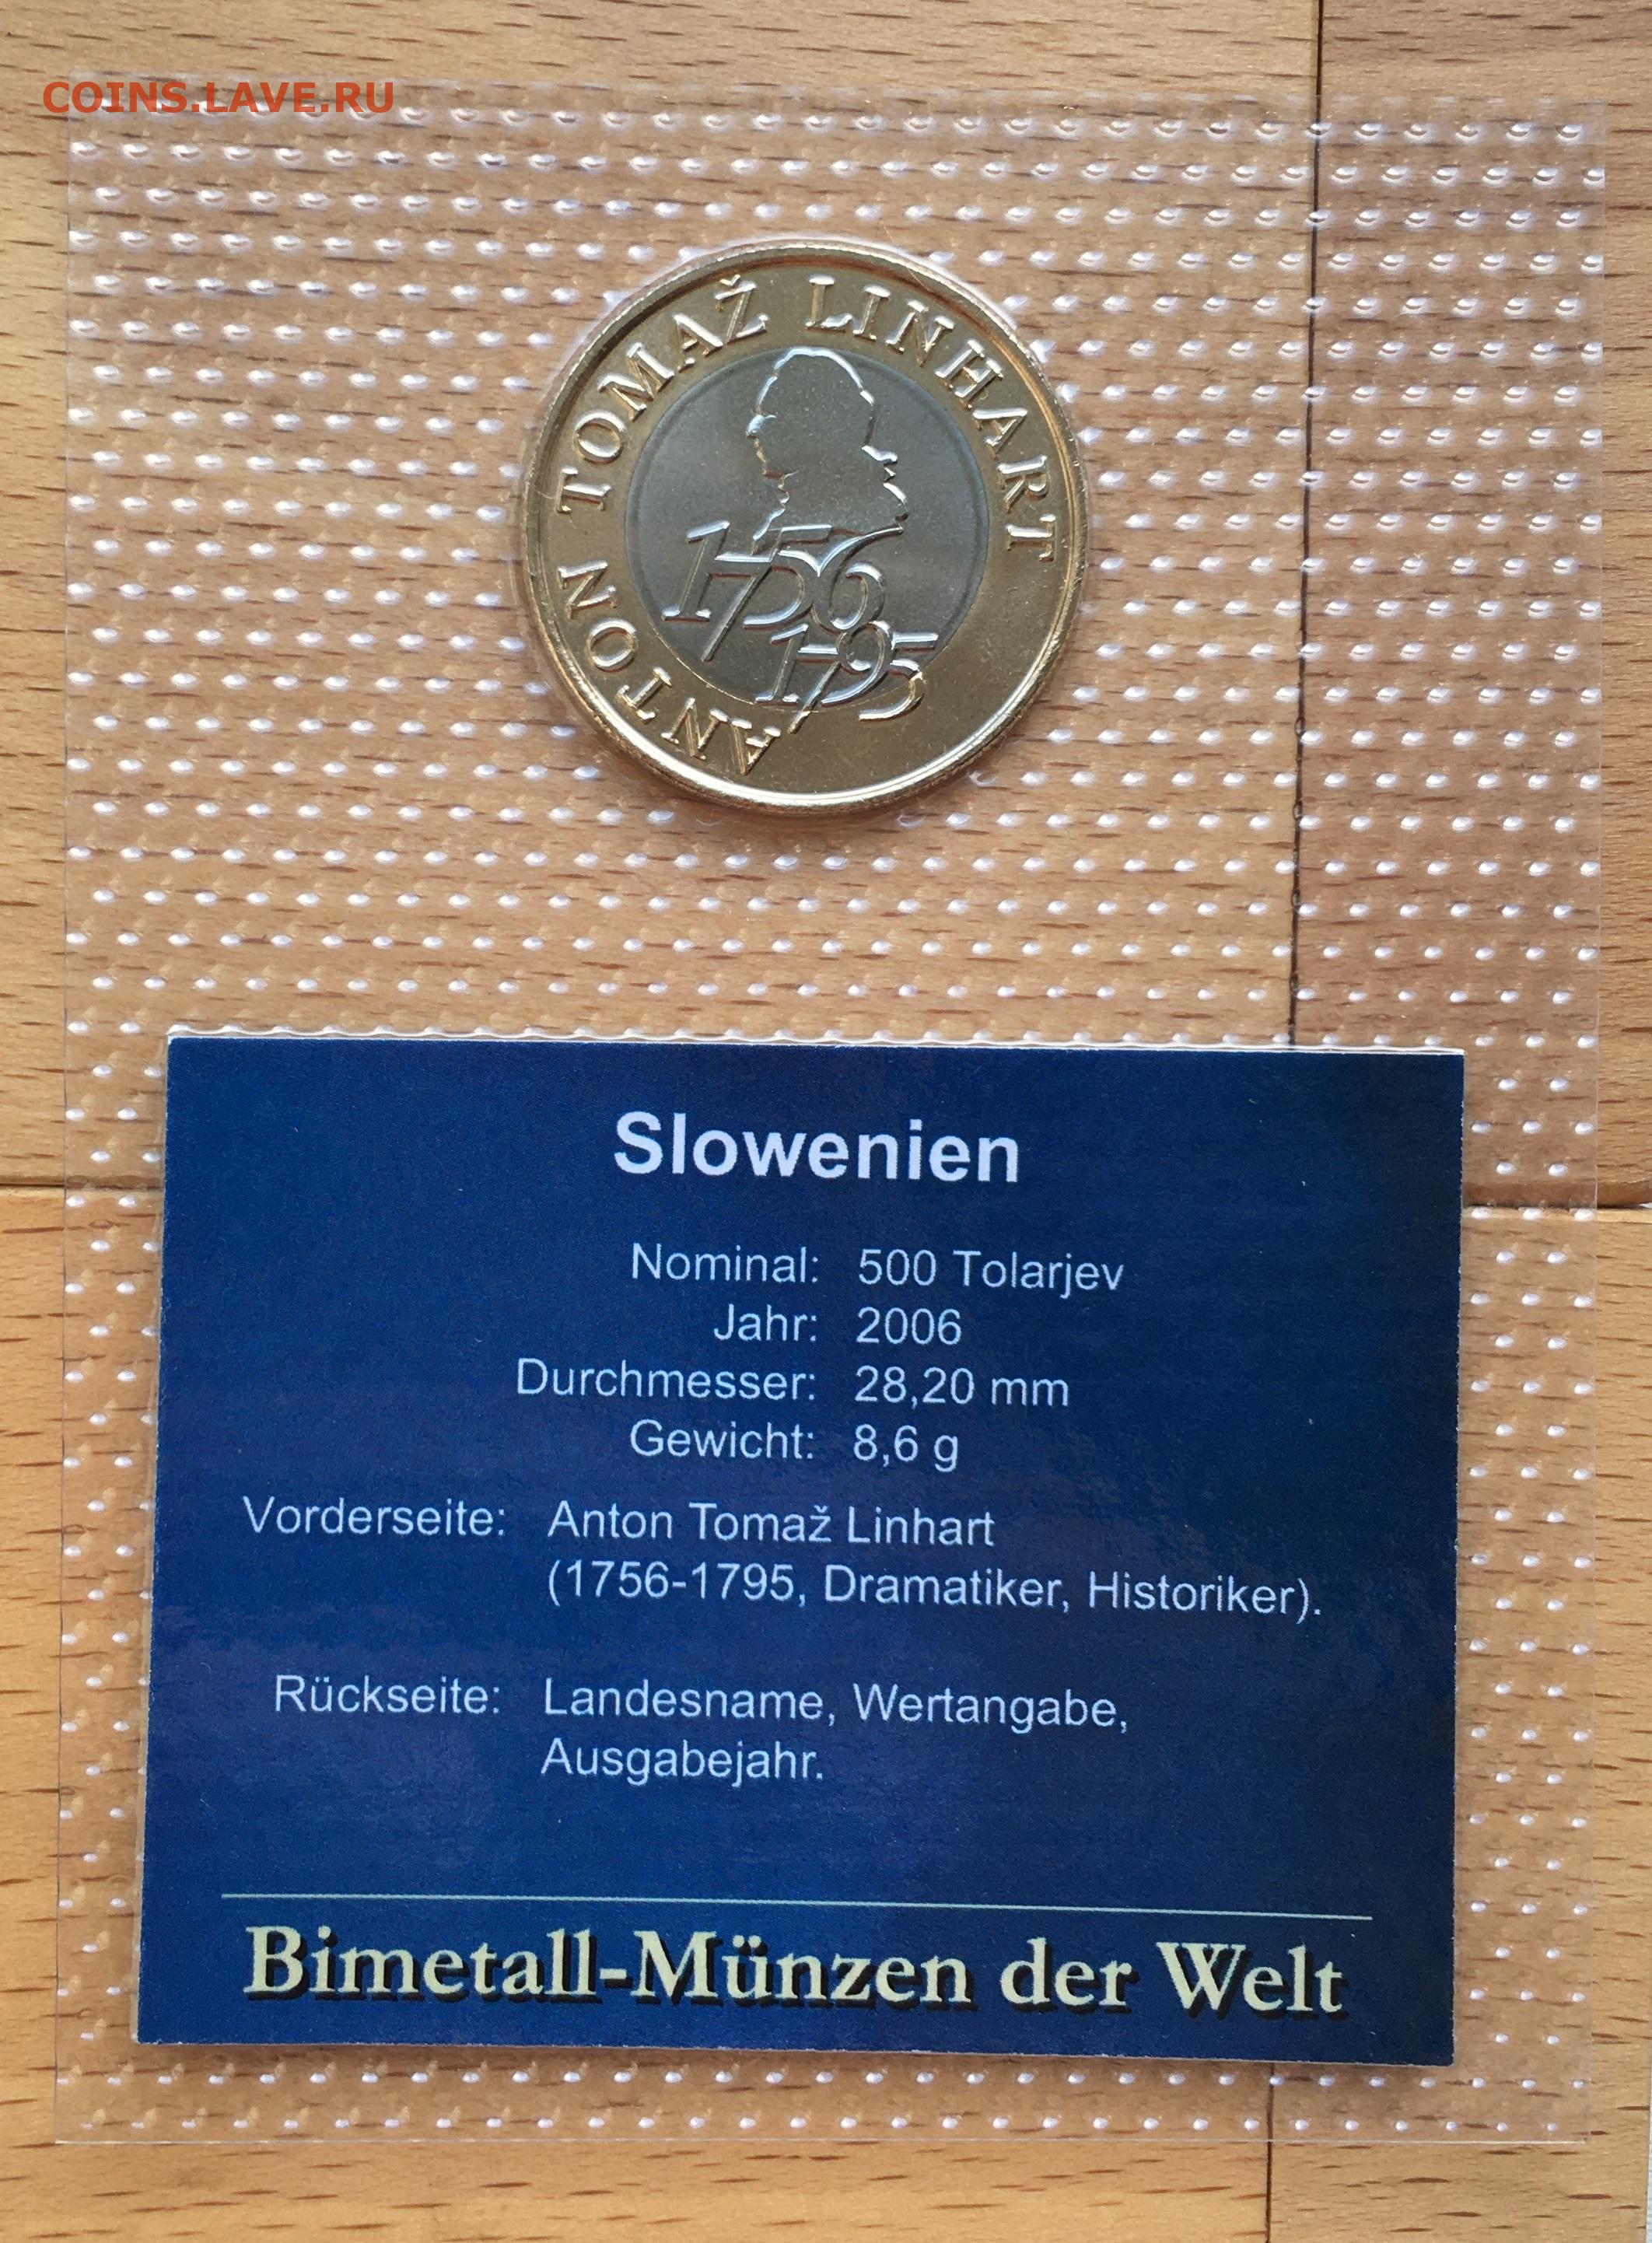 COINS.LAVE.RU
ANTON TOMAŽ LINHART
1756
1795
Slowenien
Nominal: 500 Tolarjev
Jahr: 2006
Durchmesser: 28,20 mm
Gewicht: 8,6 g
Vorderseite: Anton Tomaž Linhart
(1756-1795, Dramatiker, Historiker).
Rückseite: Landesname, Wertangabe,
Ausgabejahr.
Bimetall-Münzen der Welt